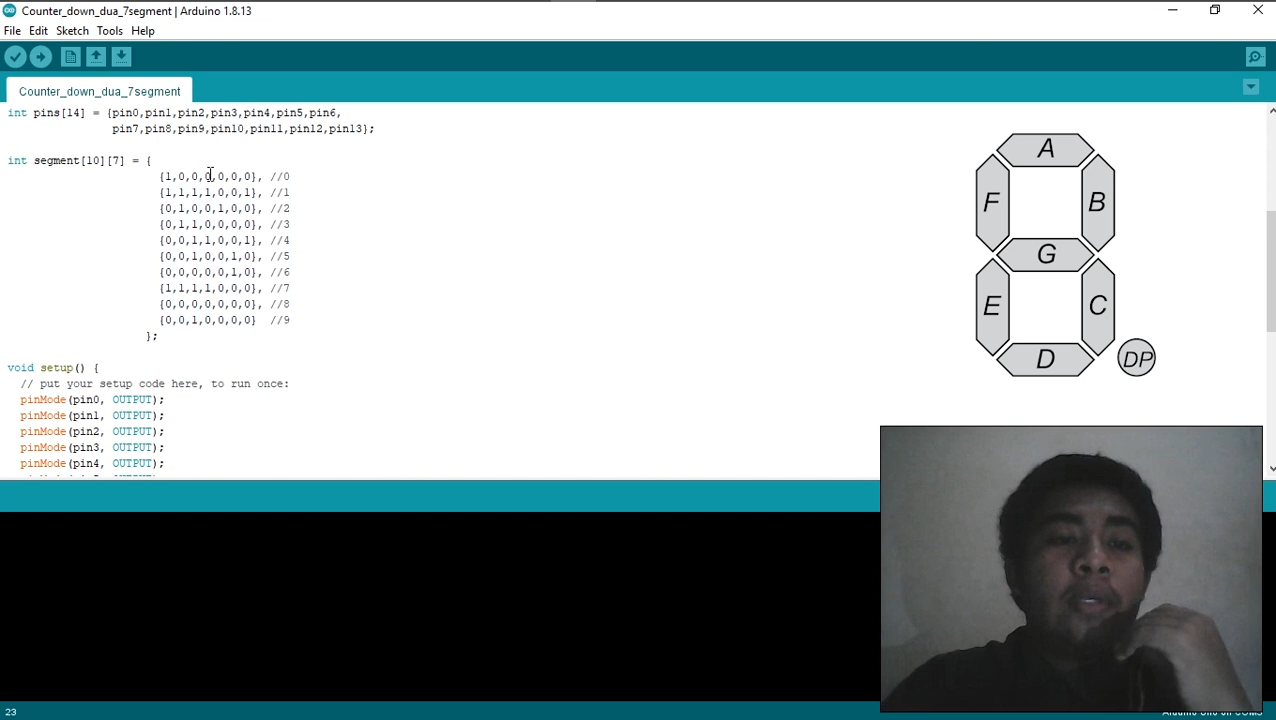 Counter_down_dua_7segment | Arduino 1.8.13
File Edit Sketch Tools Help
Counter_down_dua_7segment
int pins[14] = {pin0,pin1,pin2,pin3,pin4,pin5,pin6,
pin7,pin8,pin9,pin10,pin11,pin12,pin13};
int segment[10][7] = {
{1,0,0,0,0,0,0}, //0
{1,1,1,1,0,0,1}, //1
{0,1,0,0,1,0,0}, //2
{0,1,1,0,0,0,0}, //3
{0,0,1,1,0,0,1}, //4
{0,0,1,0,0,1,0}, //5
{0,0,0,0,0,1,0}, //6
{1,1,1,1,0,0,0}, //7
{0,0,0,0,0,0,0}, //8
{0,0,1,0,0,0,0} //9
};
void setup() {
// put your setup code here, to run once:
pinMode(pin0, OUTPUT);
pinMode(pin1, OUTPUT);
pinMode(pin2, OUTPUT);
pinMode(pin3, OUTPUT);
pinMode(pin4, OUTPUT);
A
F B
G
E C
D DP
23